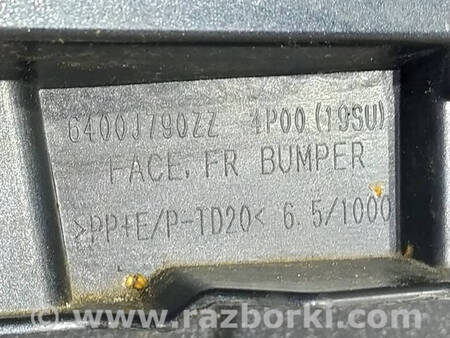 6400J790ZZ 4P00 (19SU)
FACE, FR BUMPER
>PP+E/P-TD20< 6.5/1000
© www.razborki.com